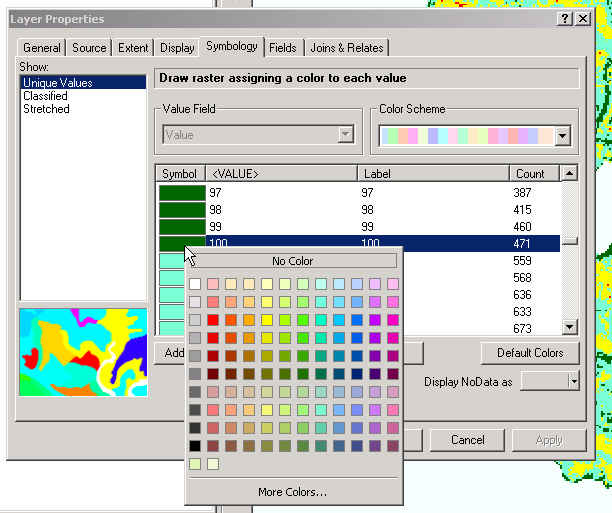 Layer Properties
General Source Extent Display Symbology Fields Joins & Relates
Show:
Unique Values
Classified
Stretched
Draw raster assigning a color to each value
Value Field
Value
Color Scheme
Symbol <VALUE> Label Count
97 97 387
98 98 415
99 99 460
100 100 471
No Color
559
568
636
633
673
Add
Default Colors
Display NoData as
Cancel
Apply
More Colors...